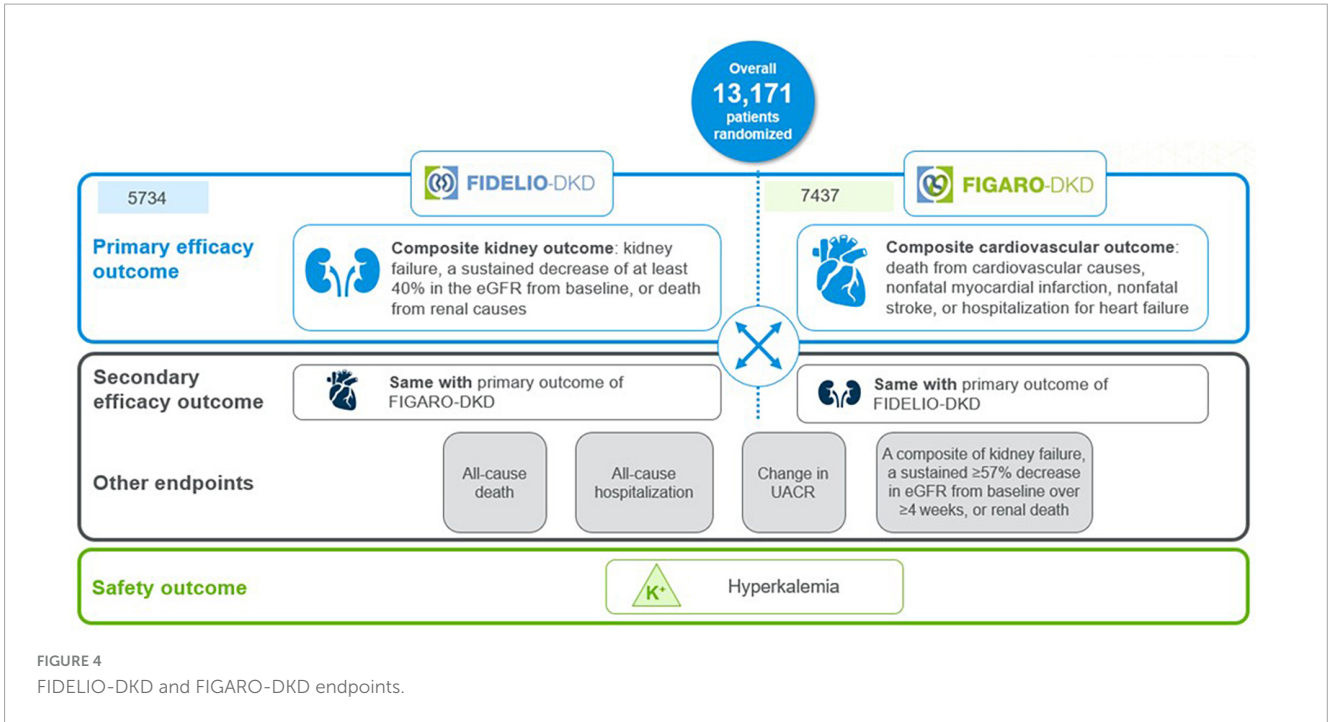 Overall
13,171
patients
randomized
5734
FIDELIO-DKD
7437
FIGARO-DKD
Primary efficacy
outcome
Composite kidney outcome: kidney
failure, a sustained decrease of at least
40% in the eGFR from baseline, or death
from renal causes
Composite cardiovascular outcome:
death from cardiovascular causes,
nonfatal myocardial infarction, nonfatal
stroke, or hospitalization for heart failure
Secondary
efficacy outcome
Same with primary outcome of
FIGARO-DKD
Same with primary outcome of
FIDELIO-DKD
Other endpoints
All-cause
death
All-cause
hospitalization
Change in
UACR
A composite of kidney failure,
a sustained ≥57% decrease
in eGFR from baseline over
≥4 weeks, or renal death
Safety outcome
K+
Hyperkalemia
FIGURE 4
FIDELIO-DKD and FIGARO-DKD endpoints.